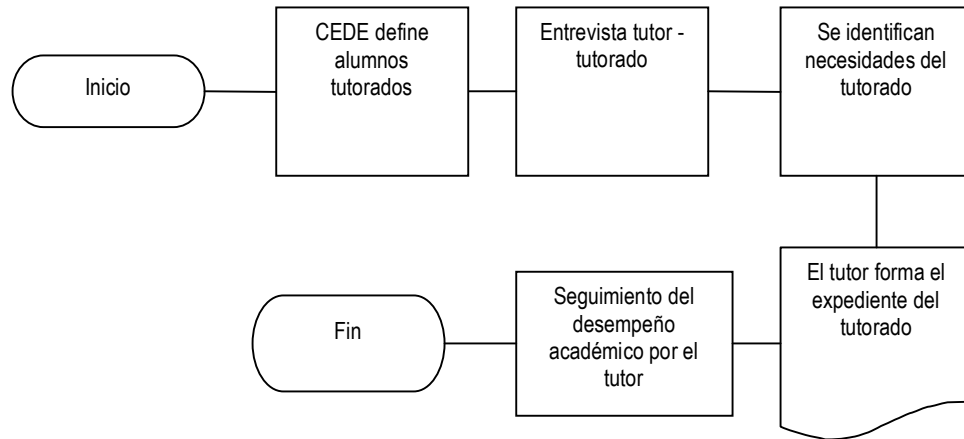 Inicio
CEDE define
alumnos
tutorados
Entrevista tutor -
tutorado
Se identifican
necesidades del
tutorado
El tutor forma el
expediente del
tutorado
Seguimiento del
desempeño
académico por el
tutor
Fin